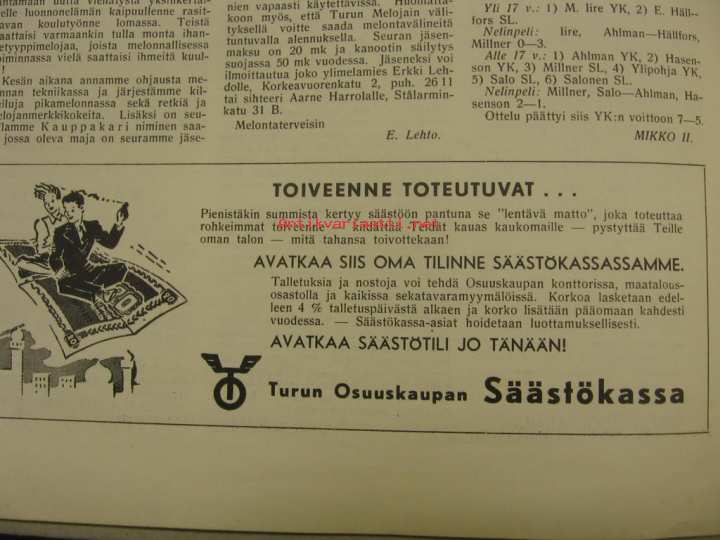 elle luonnonelämän kaipuullenne rasit-
avan koulutyönne lomassa. Teistä
saattaisi varmaankin tulla monta ihan-
etyyppimelojaa, joista melonnallisessa
oiminnassa vielä saattaisi ihmeitä kuul-
!
Kesän aikana annamme ohjausta me-
onnan tekniikassa ja järjestämme kil-
eiluja pikamelonnassa sekä retkiä ja
elojanmerkkikokeita. Lisäksi on seu-
llamme Kauppakari niminen saa-
jossa oleva maja on seuramme jäse-
nien vapaasti käytettävissä. Huomatta-
koon myös, että Turun Melojain väli-
tyksellä voitte saada melontavälineitä
tuntuvalla alennuksella. Seuran jäsen-
maksu on 20 mk ja kanootin säilytys
suojassa 50 mk vuodessa. Jäseneksi voi
ilmoittautua joko ylimelamies Erkki Leh-
dolle, Korkeavuorenkatu 2, puh. 26 11
tai sihteeri Aarne Harrolalle, Stålarmin-
katu 31 B.
Melontaterveisin
E. Lehto.
Yli 17 v.: 1) M. Iire YK, 2) E. Häll-
fors SL.
Nelinpeli: Iire, Ahlman—Hällfors,
Millner 0—3.
Alle 17 v.: 1) Ahlman YK, 2) Hasen-
son YK, 3) Millner SL, 4) Ylipohja YK,
5) Salo SL, 6) Salonen SL.
Nelinpeli: Millner, Salo—Ahlman, Ha-
senson 2—1.
Ottelu päättyi siis YK:n voittoon 7—5.
MIKKO II.
TOIVEENNE TOTEUTUVAT . . .
Pienistäkin summista kertyy säästöön pantuna se "lentävä matto", joka toteuttaa
rohkeimmat toiveenne — kiidättää Teidät kauas kaukomaille — pystyttää Teille
oman talon — mitä tahansa toivottekaan!
AVATKAA SIIS OMA TILINNE SÄÄSTÖKASSASSAMME.
Talletuksia ja nostoja voi tehdä Osuuskaupan konttorissa, maatalous-
osastolla ja kaikissa sekatavaramyymälöissä. Korkoa lasketaan edel-
leen 4 % talletuspäivästä alkaen ja korko lisätään pääomaan kahdesti
vuodessa. — Säästökassa-asiat hoidetaan luottamuksellisesti.
AVATKAA SÄÄSTÖTILI JO TÄNÄÄN!
Turun Osuuskaupan Säästökassa